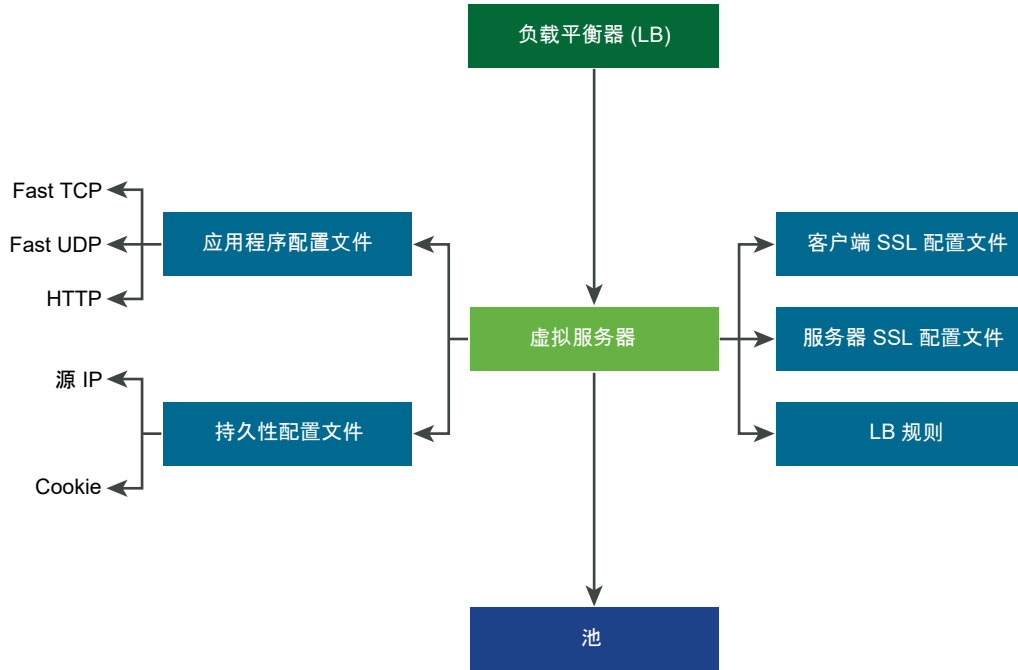 负载平衡器 (LB)
Fast TCP
Fast UDP
HTTP
应用程序配置文件
客户端 SSL 配置文件
虚拟服务器
服务器 SSL 配置文件
源 IP
Cookie
持久性配置文件
LB 规则
池